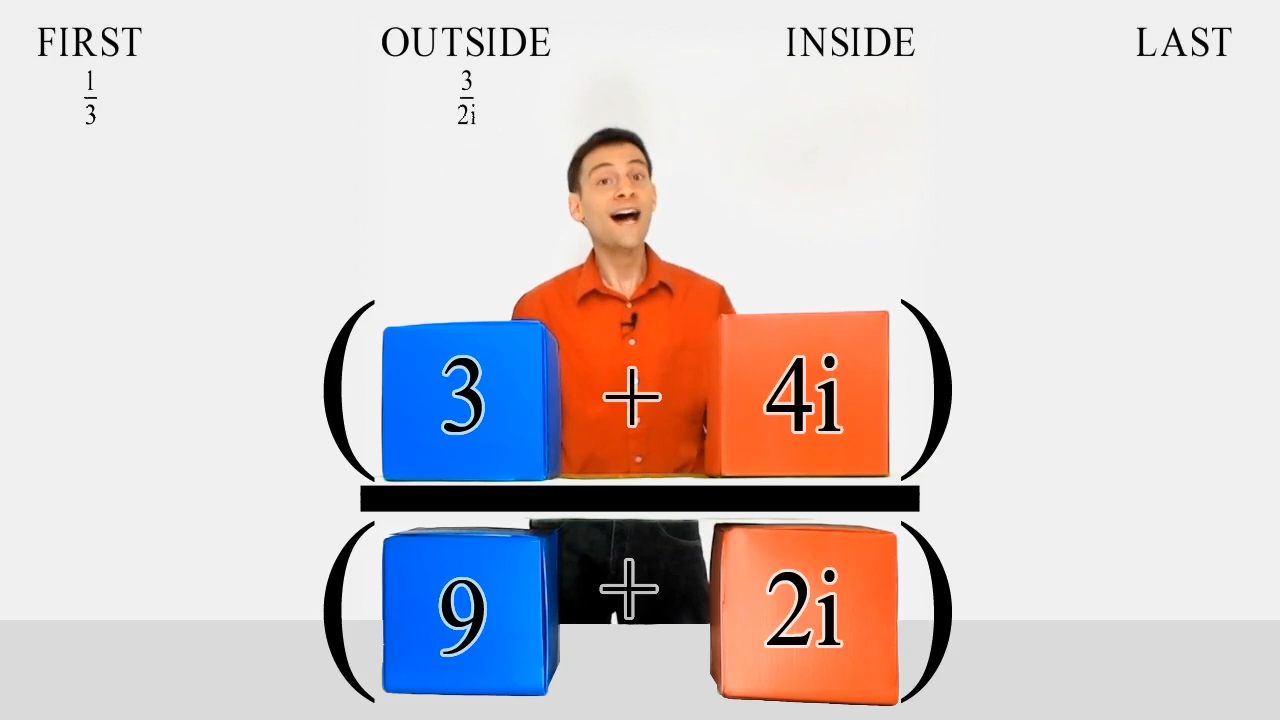 FIRST OUTSIDE INSIDE LAST
1/3 3/2i
( 3 + 4i )
( 9 + 2i )